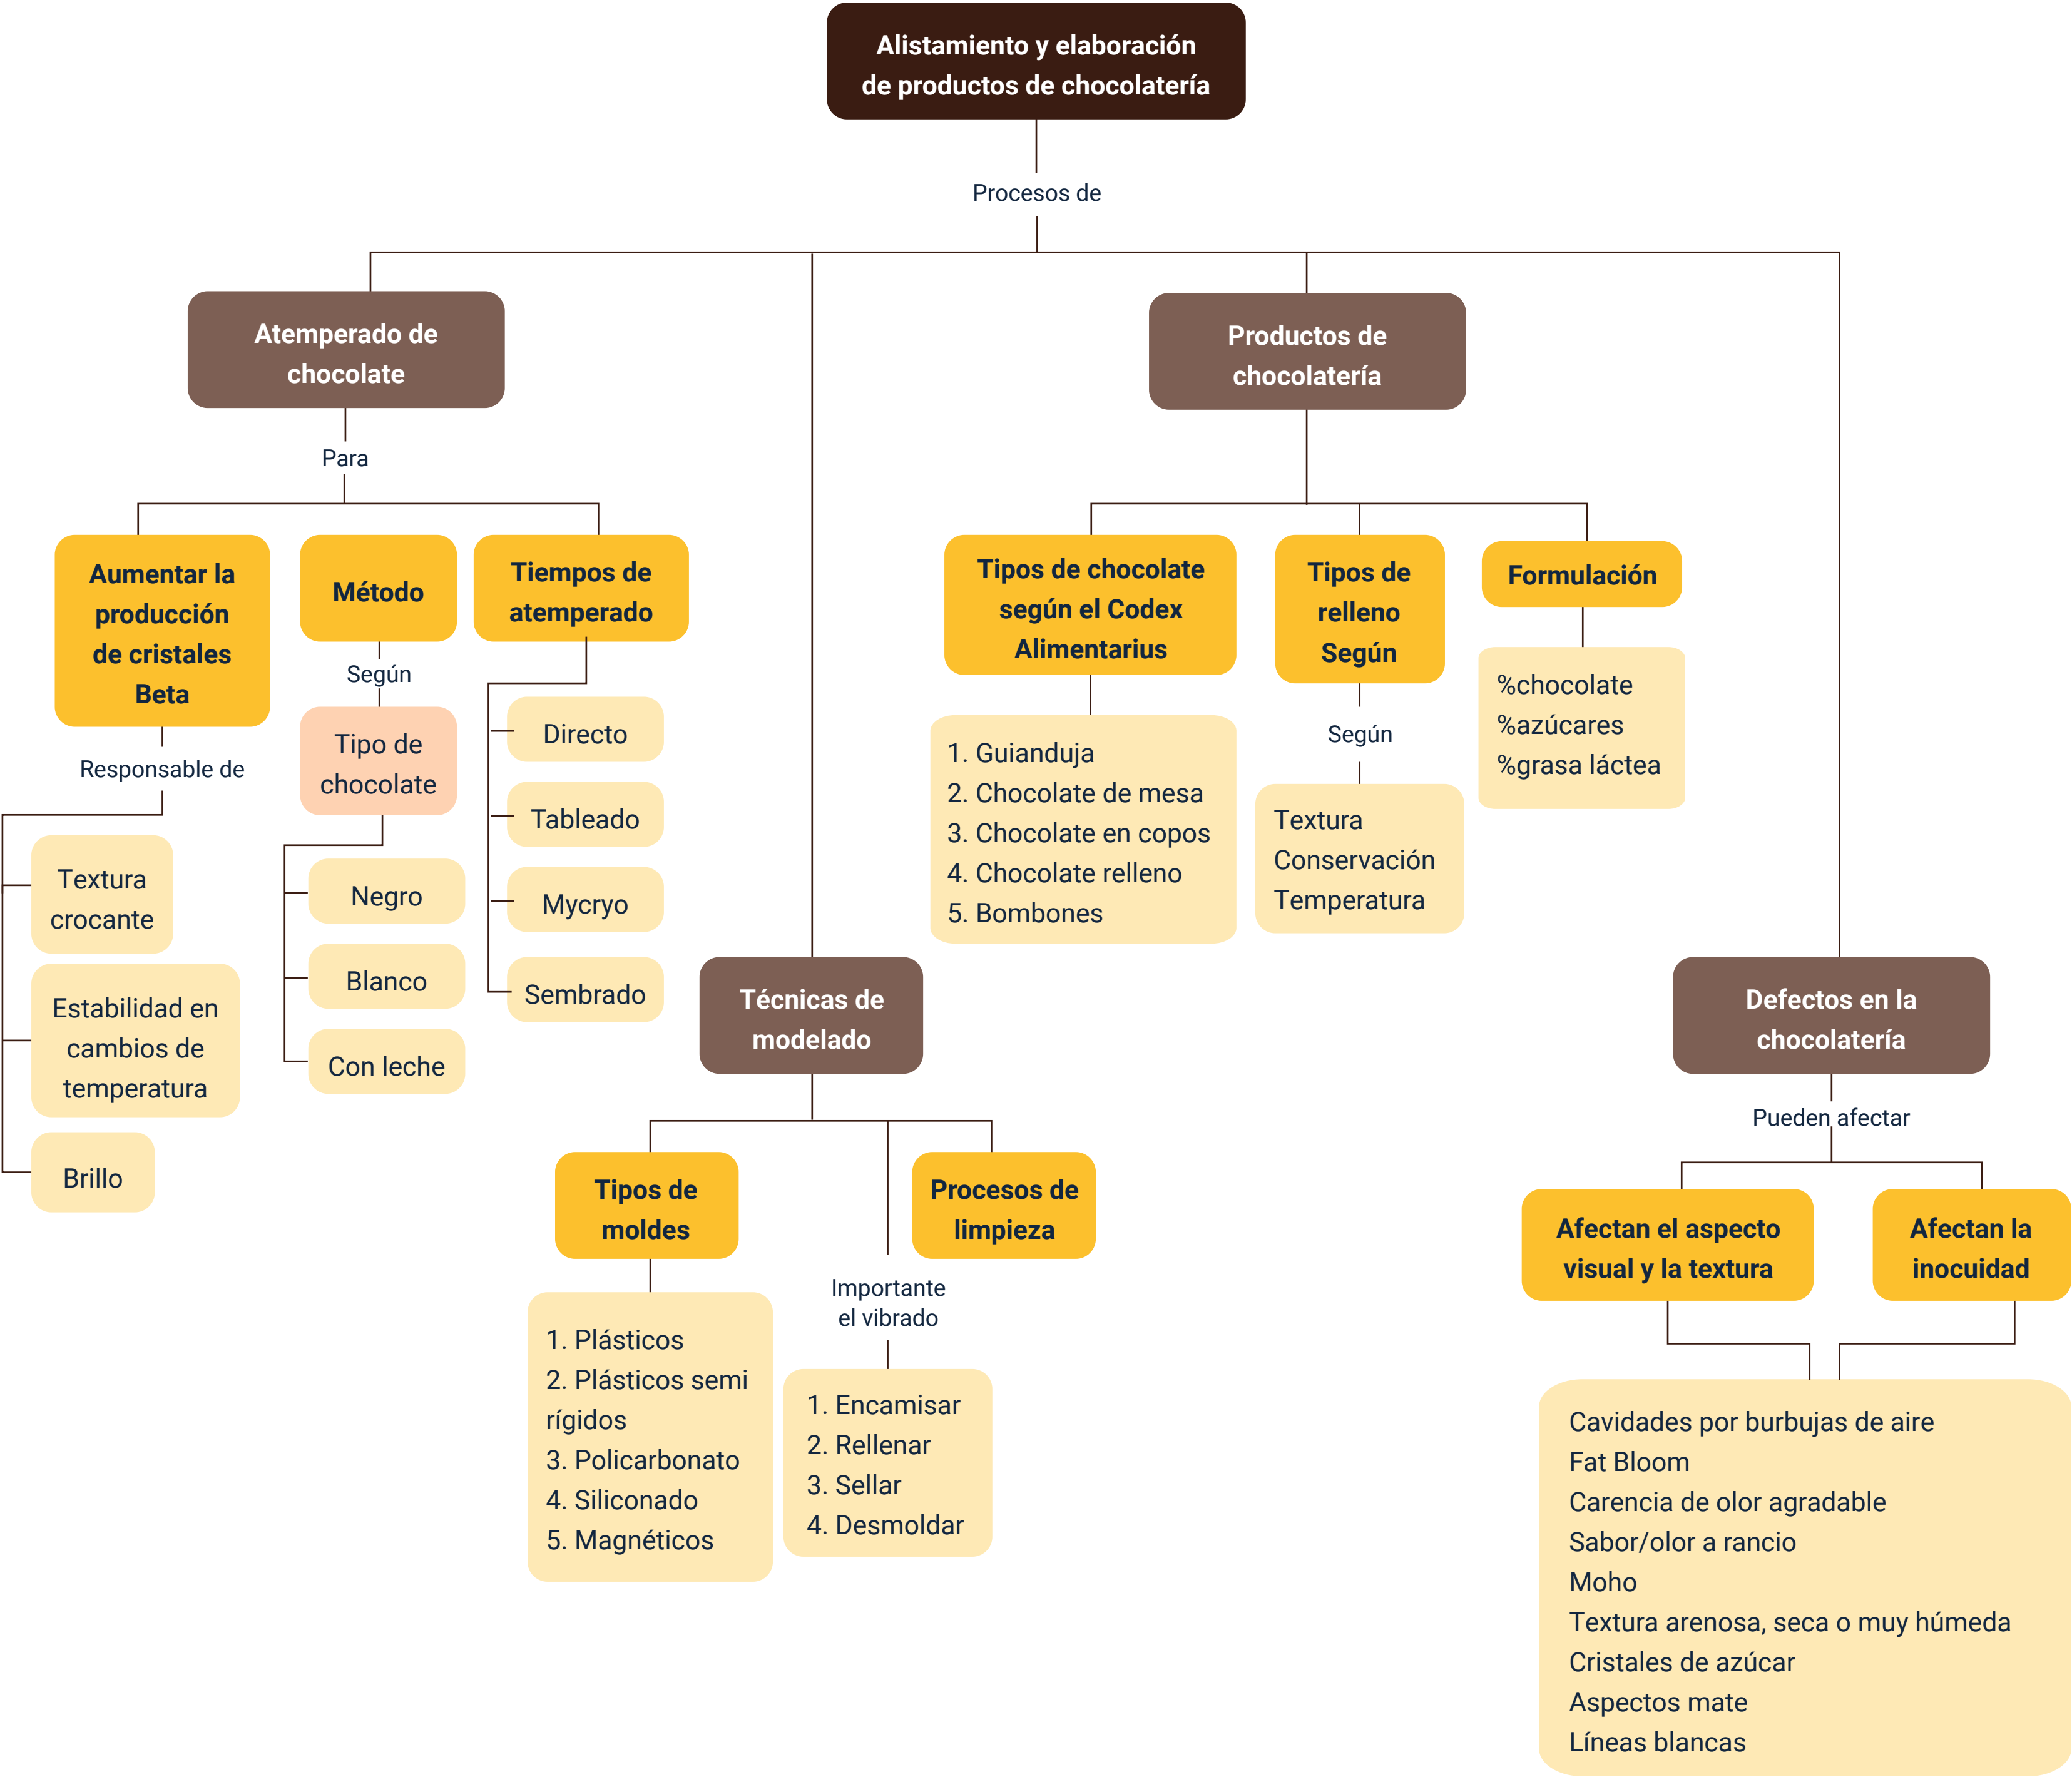 Alistamiento y elaboración
de productos de chocolatería
Procesos de
Atemperado de
chocolate
Para
Aumentar la
producción
de cristales
Beta
Responsable de
Textura
crocante
Estabilidad en
cambios de
temperatura
Brillo
Método
Según
Tipo de
chocolate
Negro
Blanco
Con leche
Tiempos de
atemperado
Directo
Tableado
Mycryo
Sembrado
Técnicas de
modelado
Tipos de
moldes
1. Plásticos
2. Plásticos semi
rígidos
3. Policarbonato
4. Siliconado
5. Magnéticos
Importante
el vibrado
1. Encamisar
2. Rellenar
3. Sellar
4. Desmoldar
Procesos de
limpieza
Productos de
chocolatería
Tipos de chocolate
según el Codex
Alimentarius
1. Guianduja
2. Chocolate de mesa
3. Chocolate en copos
4. Chocolate relleno
5. Bombones
Tipos de
relleno
Según
Según
Textura
Conservación
Temperatura
Formulación
%chocolate
%azúcares
%grasa láctea
Defectos en la
chocolatería
Pueden afectar
Afectan el aspecto
visual y la textura
Afectan la
inocuidad
Cavidades por burbujas de aire
Fat Bloom
Carencia de olor agradable
Sabor/olor a rancio
Moho
Textura arenosa, seca o muy húmeda
Cristales de azúcar
Aspectos mate
Líneas blancas